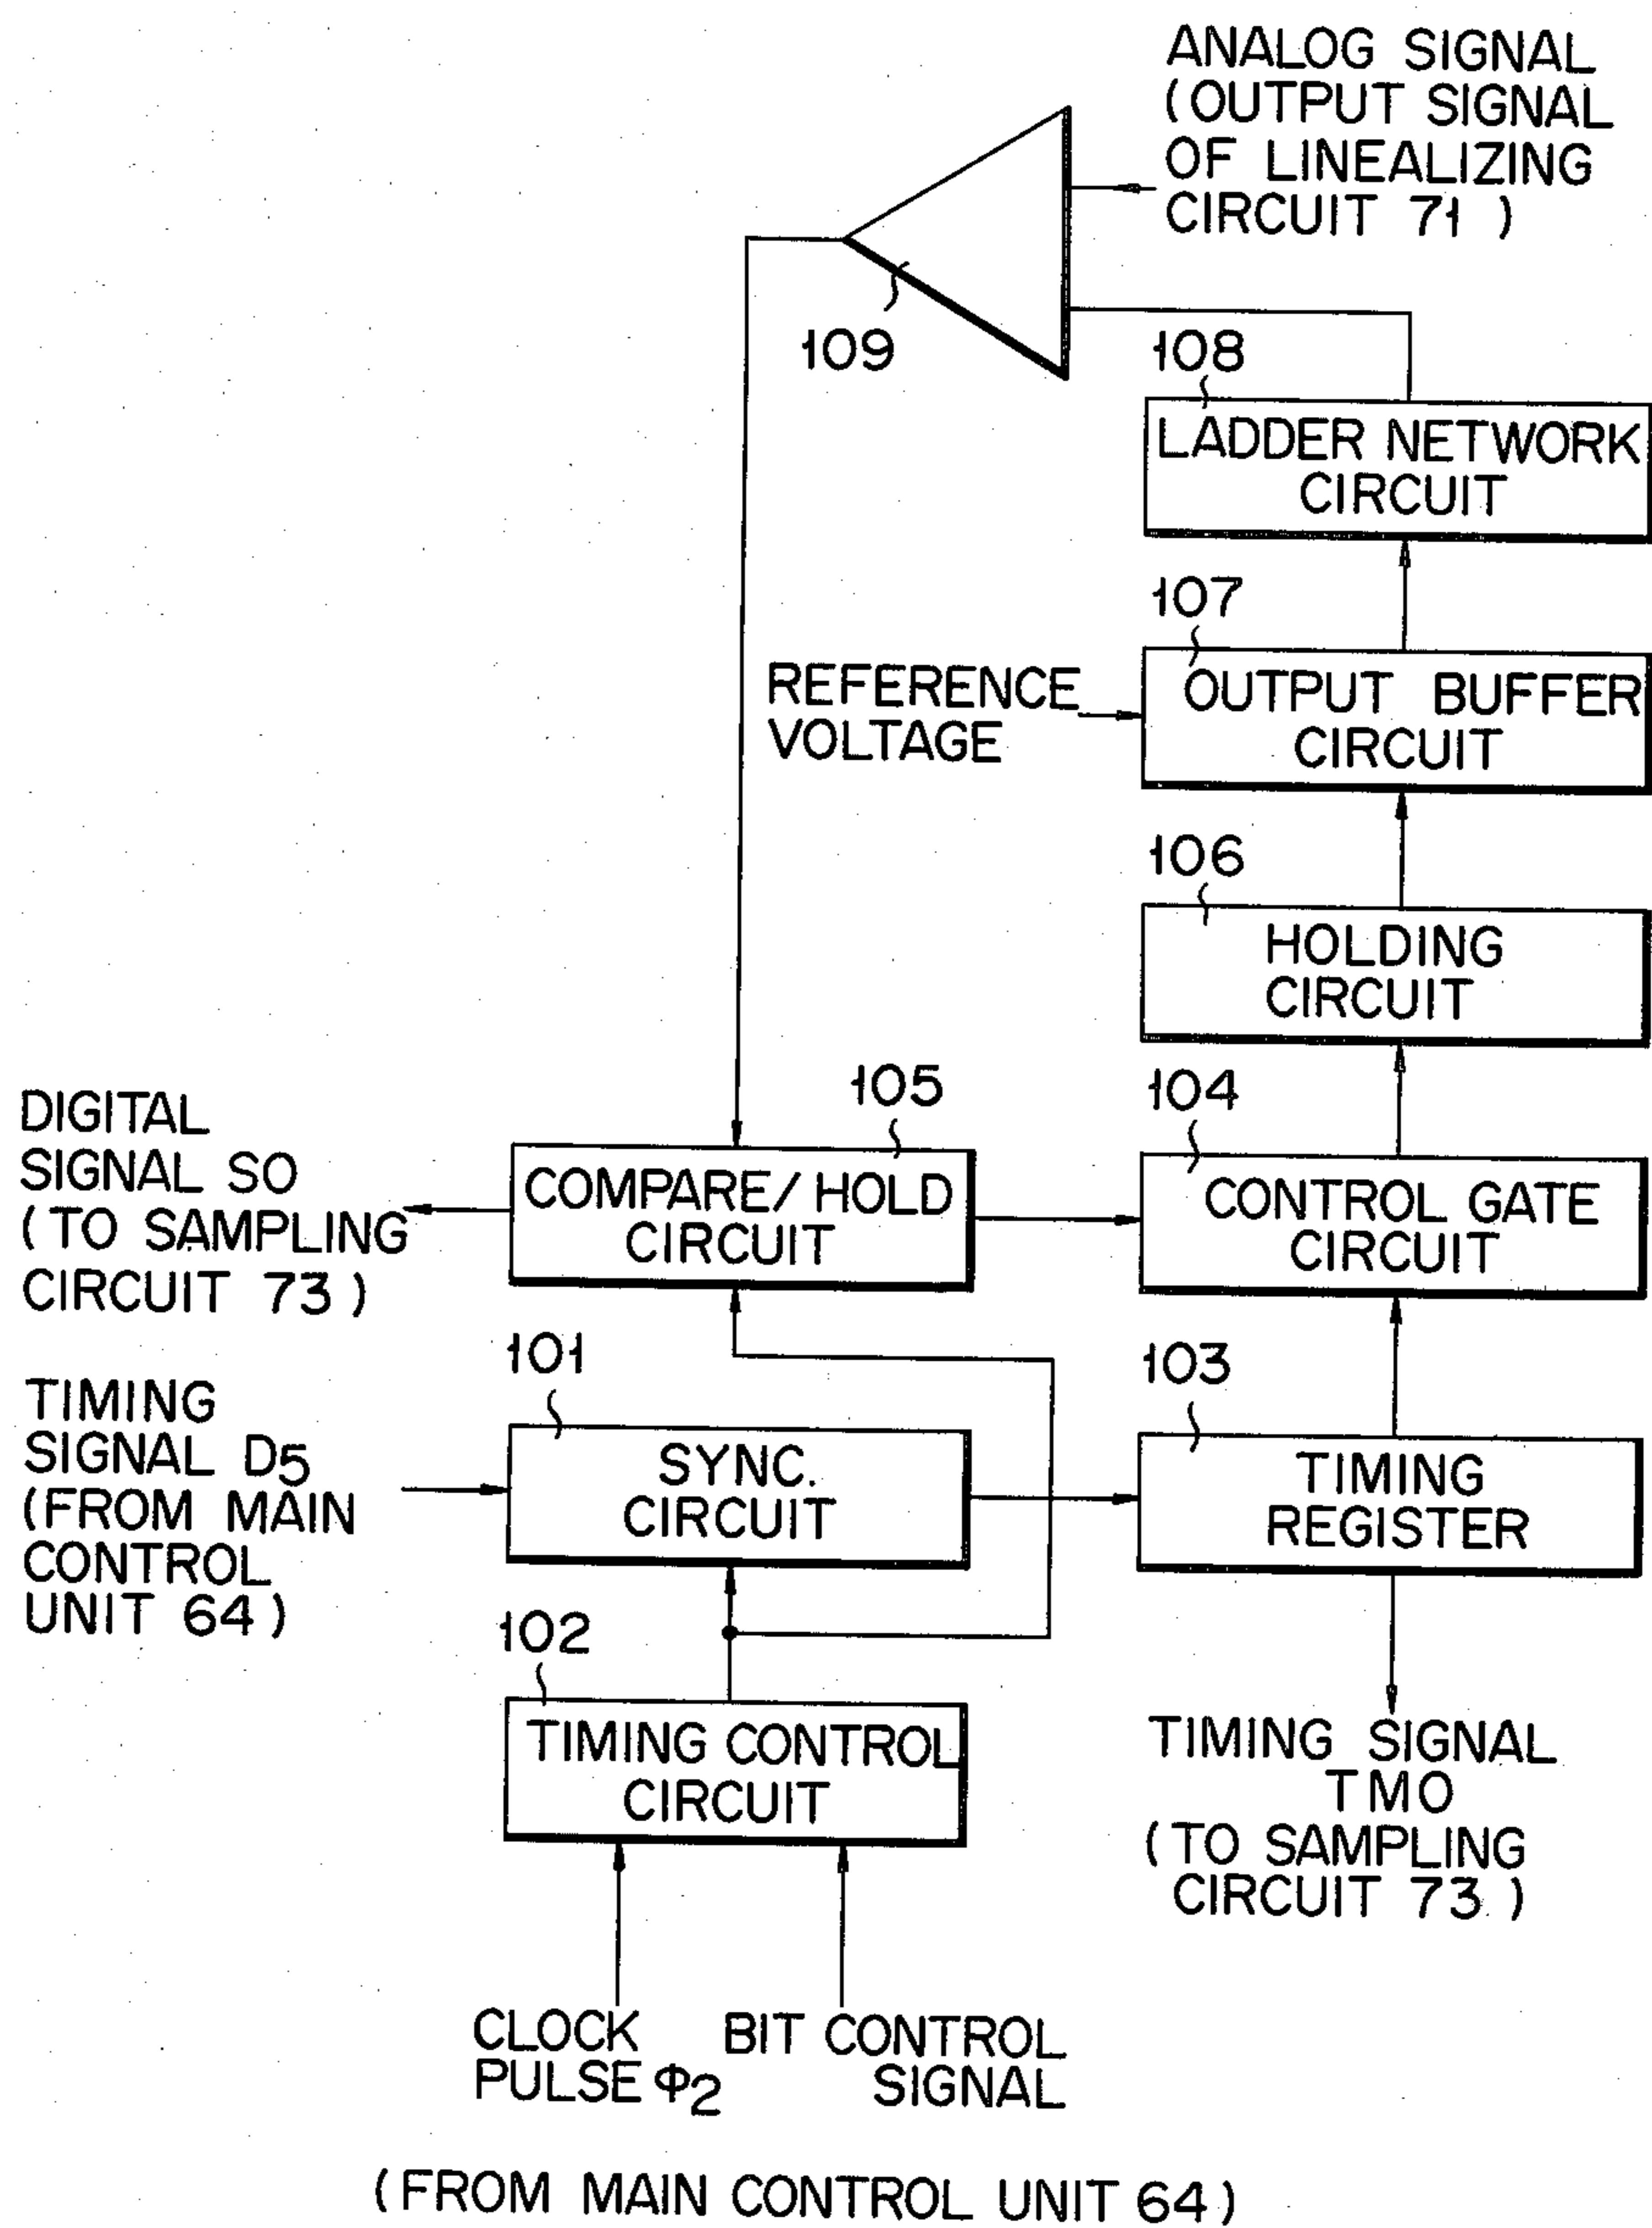 ANALOG SIGNAL
(OUTPUT SIGNAL
OF LINEALIZING
CIRCUIT 71)
109
108
LADDER NETWORK
CIRCUIT
107
REFERENCE
VOLTAGE
OUTPUT BUFFER
CIRCUIT
106
HOLDING
CIRCUIT
105
104
DIGITAL
SIGNAL SO
(TO SAMPLING
CIRCUIT 73)
COMPARE/HOLD
CIRCUIT
CONTROL GATE
CIRCUIT
101
103
TIMING
SIGNAL D5
(FROM MAIN
CONTROL
UNIT 64)
SYNC.
CIRCUIT
TIMING
REGISTER
102
TIMING CONTROL
CIRCUIT
TIMING SIGNAL
TMO
(TO SAMPLING
CIRCUIT 73)
CLOCK
PULSE Φ2
BIT CONTROL
SIGNAL
(FROM MAIN CONTROL UNIT 64)